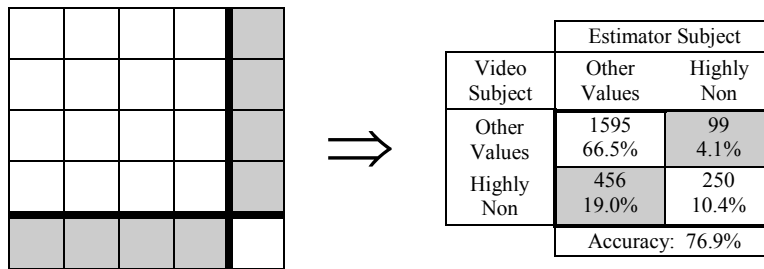 Estimator Subject
Video Other Highly
Subject Values Non
Other 1595 99
Values 66.5% 4.1%
Highly 456 250
Non 19.0% 10.4%
Accuracy: 76.9%